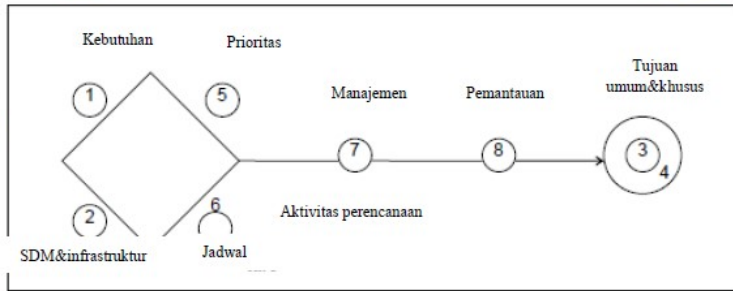 Kebutuhan
Prioritas
Tujuan
umum&khusus
1
5
Manajemen
Pemantauan
7
8
3
4
2
6
Aktivitas perencanaan
SDM&infrastruktur
Jadwal